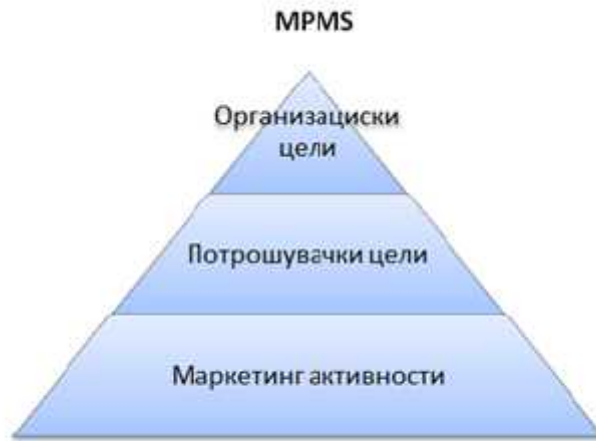 MPMS
Организациски
цели
Потрошувачки цели
Маркетинг активности